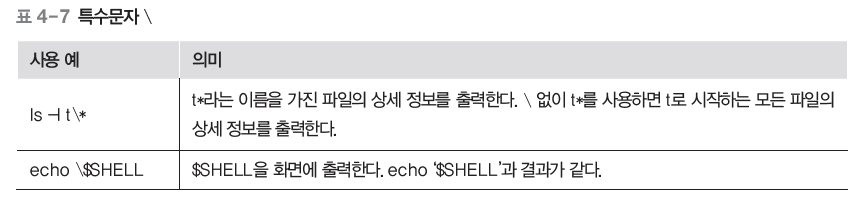 표 4-7 특수문자 \
사용 예 의미
ls -l t\* t*라는 이름을 가진 파일의 상세 정보를 출력한다. \ 없이 t*를 사용하면 t로 시작하는 모든 파일의
상세 정보를 출력한다.
echo \$SHELL $SHELL을 화면에 출력한다. echo '$SHELL'과 결과가 같다.